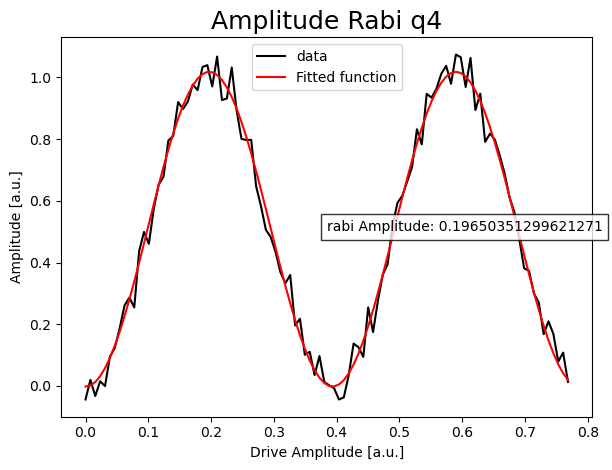 Amplitude Rabi q4
data
Fitted function
rabi Amplitude: 0.19650351299621271
Amplitude [a.u.]
1.0
0.8
0.6
0.4
0.2
0.0
0.0 0.1 0.2 0.3 0.4 0.5 0.6 0.7 0.8
Drive Amplitude [a.u.]